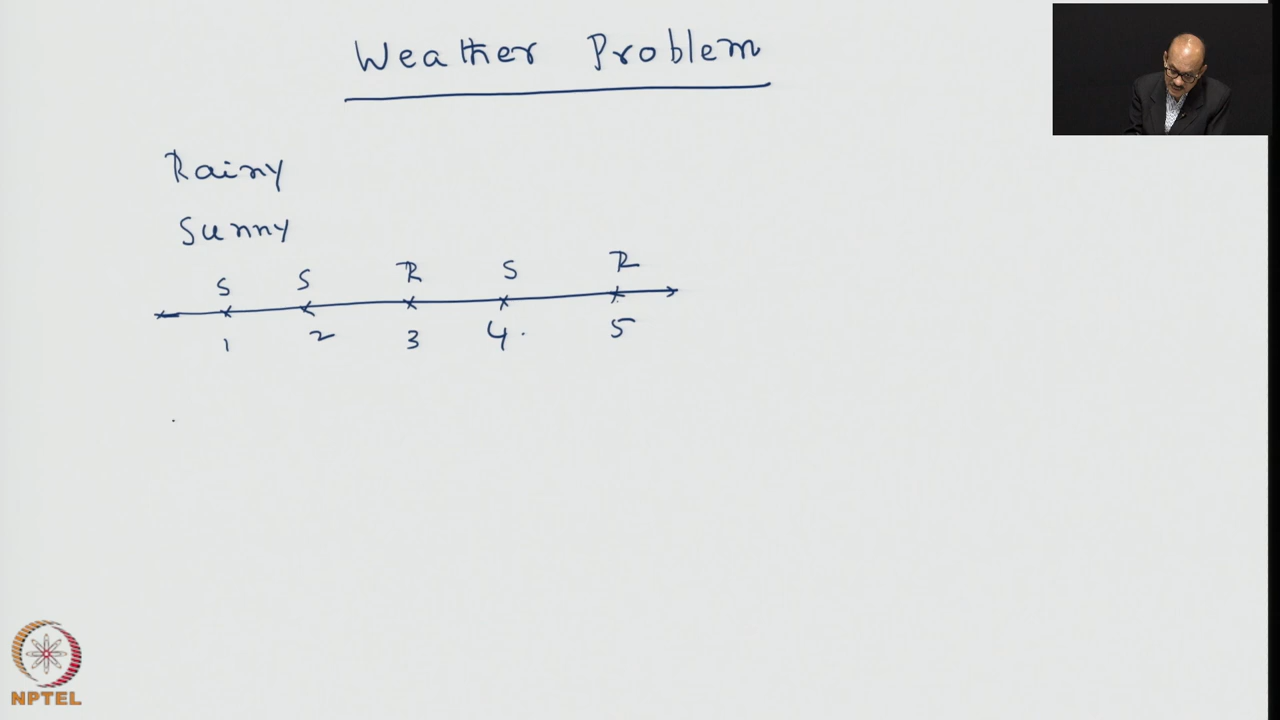 Weather Problem
Rainy
Sunny
S S R S R
1 2 3 4 5
NPTEL